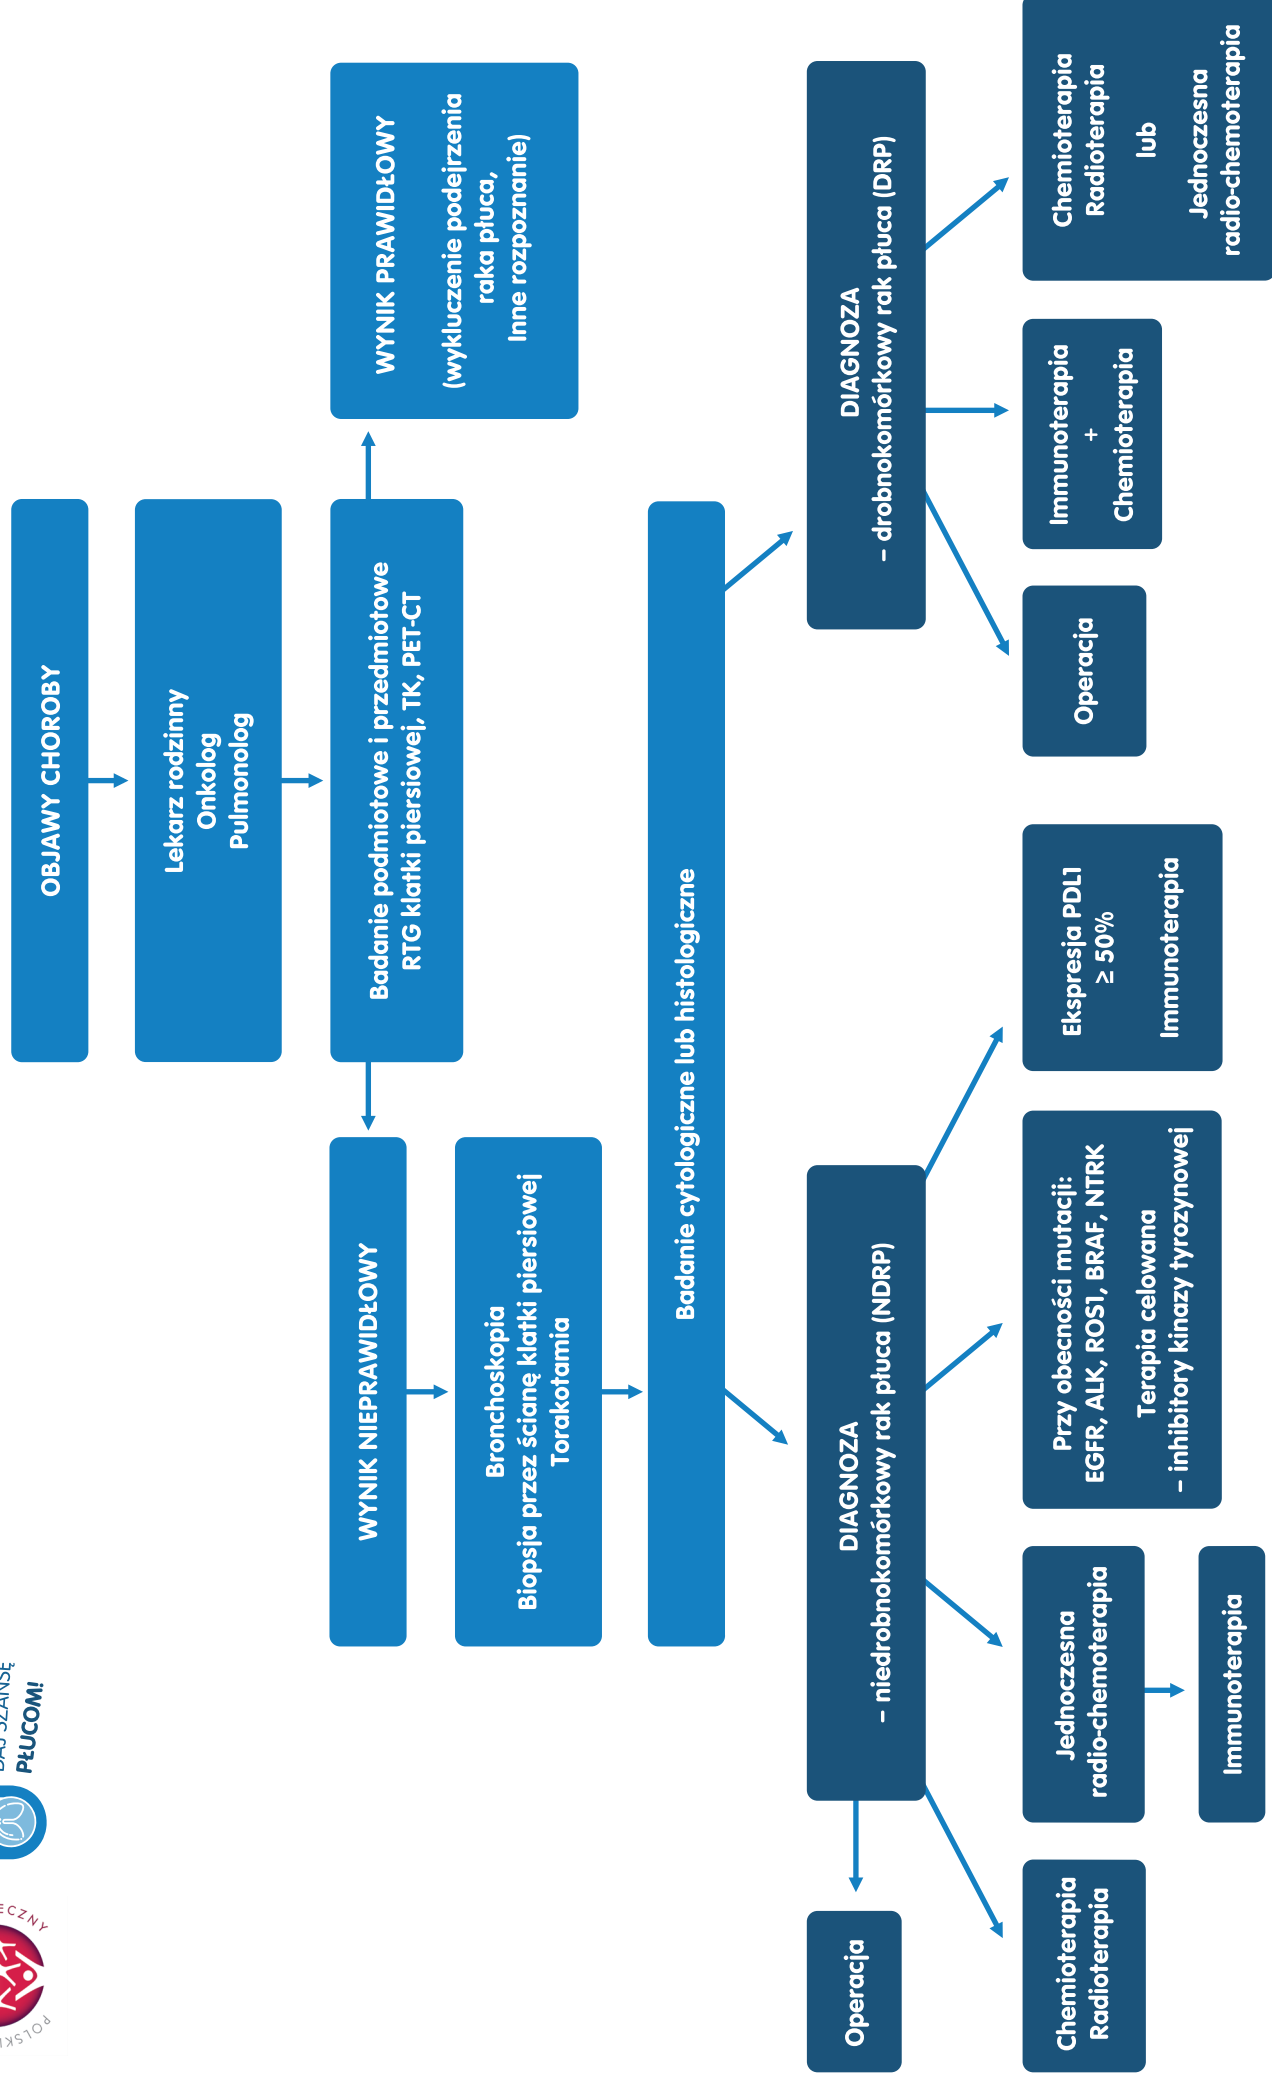 DAJ SZANSĘ
PŁUCOM!
OBJAWY CHOROBY
Lekarz rodzinny
Onkolog
Pulmonolog
Badanie podmiotowe i przedmiotowe
RTG klatki piersiowej, TK, PET-CT
WYNIK NIEPRAWIDŁOWY
WYNIK PRAWIDŁOWY
(wykluczenie podejrzenia
raka płuca,
Inne rozpoznanie)
Bronchoskopia
Biopsja przez ścianę klatki piersiowej
Torakotamia
Badanie cytologiczne lub histologiczne
Operacja
DIAGNOZA
– niedrobnokomórkowy rak płuca (NDRP)
DIAGNOZA
– drobnokomórkowy rak płuca (DRP)
Chemioterapia
Radioterapia
Jednoczesna
radio-chemoterapia
Immunoterapia
Przy obecności mutacji:
EGFR, ALK, ROS1, BRAF, NTRK
Terapia celowana
– inhibitory kinazy tyrozynowej
Ekspresja PDL1
≥ 50%
Immunoterapia
Operacja
Immunoterapia
+
Chemioterapia
Chemioterapia
Radioterapia
lub
Jednoczesna
radio-chemoterapia